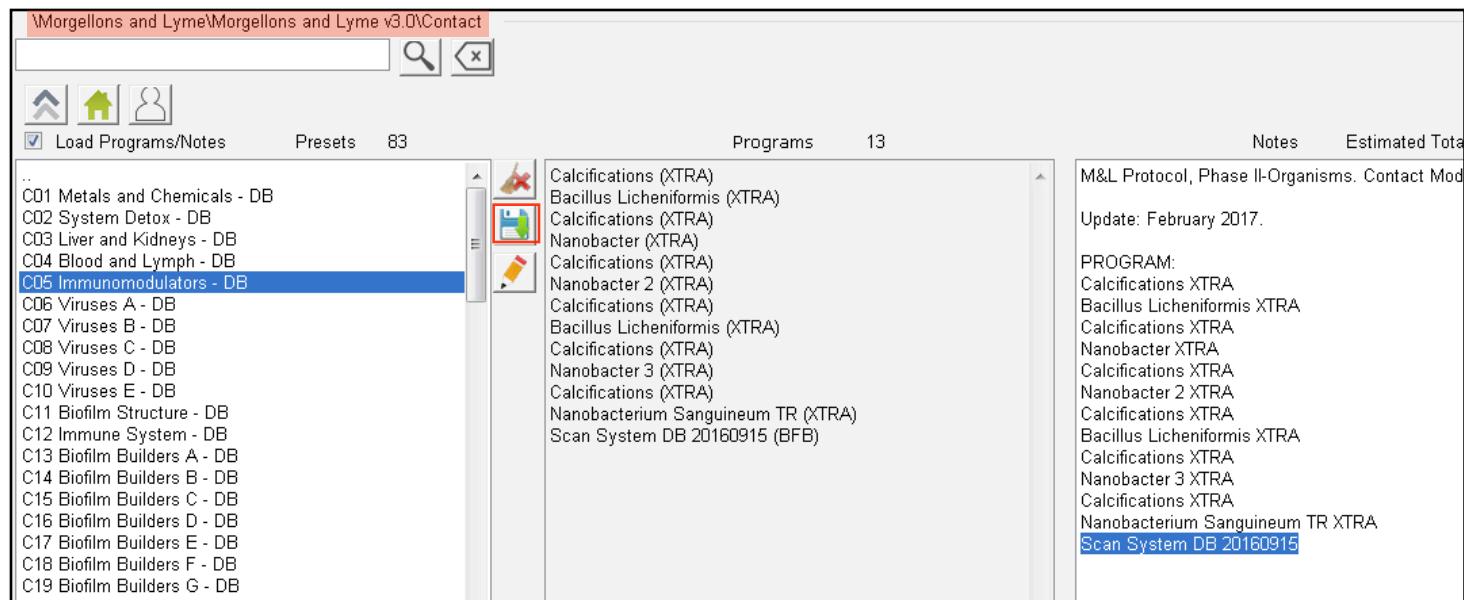 \Morgellons and Lyme\Morgellons and Lyme v3.0\Contact
Load Programs/Notes Presets 83 Programs 13 Notes Estimated Tota
..
C01 Metals and Chemicals - DB
C02 System Detox - DB
C03 Liver and Kidneys - DB
C04 Blood and Lymph - DB
C05 Immunomodulators - DB
C06 Viruses A - DB
C07 Viruses B - DB
C08 Viruses C - DB
C09 Viruses D - DB
C10 Viruses E - DB
C11 Biofilm Structure - DB
C12 Immune System - DB
C13 Biofilm Builders A - DB
C14 Biofilm Builders B - DB
C15 Biofilm Builders C - DB
C16 Biofilm Builders D - DB
C17 Biofilm Builders E - DB
C18 Biofilm Builders F - DB
C19 Biofilm Builders G - DB
Calcifications (XTRA)
Bacillus Licheniformis (XTRA)
Calcifications (XTRA)
Nanobacter (XTRA)
Calcifications (XTRA)
Nanobacter 2 (XTRA)
Calcifications (XTRA)
Bacillus Licheniformis (XTRA)
Calcifications (XTRA)
Nanobacter 3 (XTRA)
Calcifications (XTRA)
Nanobacterium Sanguineum TR (XTRA)
Scan System DB 20160915 (BFB)
M&L Protocol, Phase II-Organisms. Contact Mod
Update: February 2017.
PROGRAM:
Calcifications XTRA
Bacillus Licheniformis XTRA
Calcifications XTRA
Nanobacter XTRA
Calcifications XTRA
Nanobacter 2 XTRA
Calcifications XTRA
Bacillus Licheniformis XTRA
Calcifications XTRA
Nanobacter 3 XTRA
Calcifications XTRA
Nanobacterium Sanguineum TR XTRA
Scan System DB 20160915